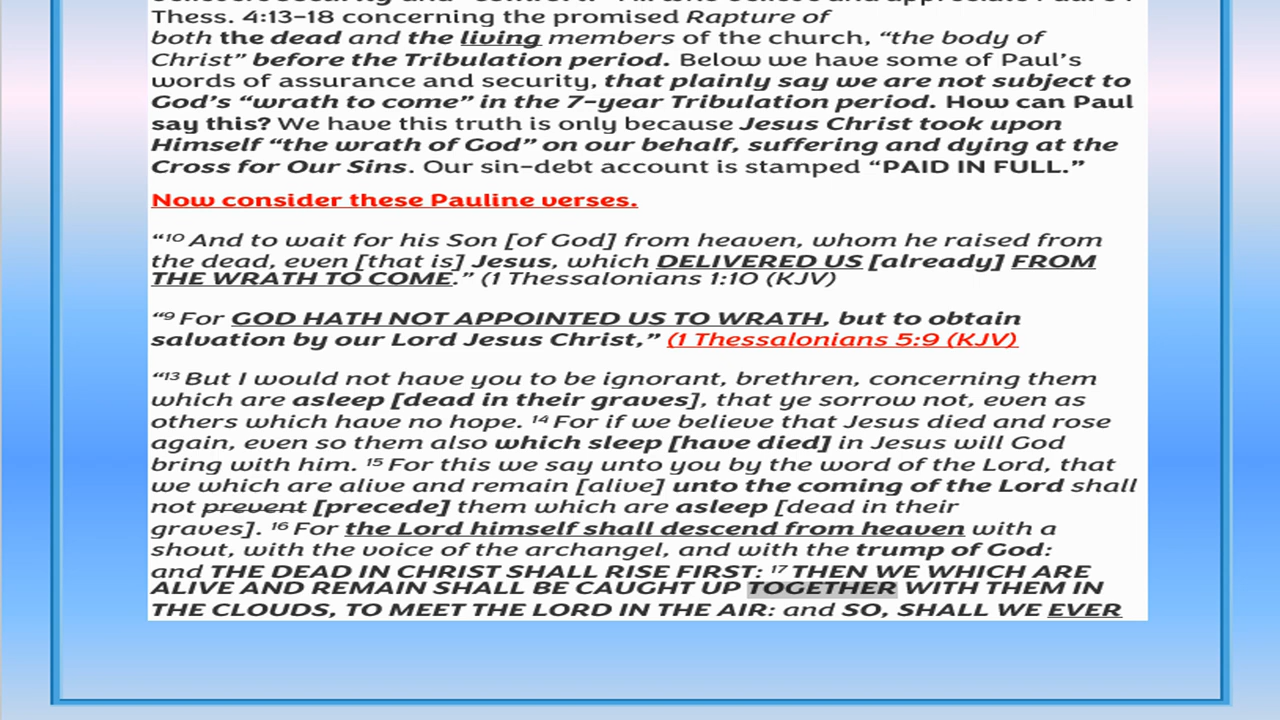 Thess. 4:13–18 concerning the promised Rapture of
both the dead and the living members of the church, “the body of
Christ” before the Tribulation period. Below we have some of Paul’s
words of assurance and security, that plainly say we are not subject to
God’s “wrath to come” in the 7–year Tribulation period. How can Paul
say this? We have this truth is only because Jesus Christ took upon
Himself “the wrath of God” on our behalf, suffering and dying at the
Cross for Our Sins. Our sin–debt account is stamped “PAID IN FULL.”
Now consider these Pauline verses.
“10 And to wait for his Son [of God] from heaven, whom he raised from
the dead, even [that is] Jesus, which DELIVERED US [already] FROM
THE WRATH TO COME.” (1 Thessalonians 1:10 (KJV)
“9 For GOD HATH NOT APPOINTED US TO WRATH, but to obtain
salvation by our Lord Jesus Christ,” (1 Thessalonians 5:9 (KJV)
“13 But I would not have you to be ignorant, brethren, concerning them
which are asleep [dead in their graves], that ye sorrow not, even as
others which have no hope. 14 For if we believe that Jesus died and rose
again, even so them also which sleep [have died] in Jesus will God
bring with him. 15 For this we say unto you by the word of the Lord, that
we which are alive and remain [alive] unto the coming of the Lord shall
not prevent [precede] them which are asleep [dead in their
graves]. 16 For the Lord himself shall descend from heaven with a
shout, with the voice of the archangel, and with the trump of God:
and THE DEAD IN CHRIST SHALL RISE FIRST: 17 THEN WE WHICH ARE
ALIVE AND REMAIN SHALL BE CAUGHT UP TOGETHER WITH THEM IN
THE CLOUDS, TO MEET THE LORD IN THE AIR: and SO, SHALL WE EVER